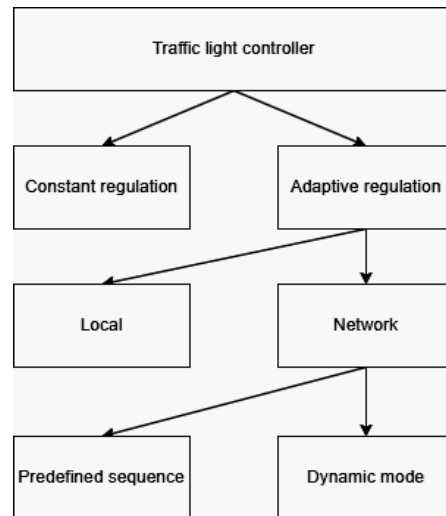 Traffic light controller
Constant regulation
Adaptive regulation
Local
Network
Predefined sequence
Dynamic mode